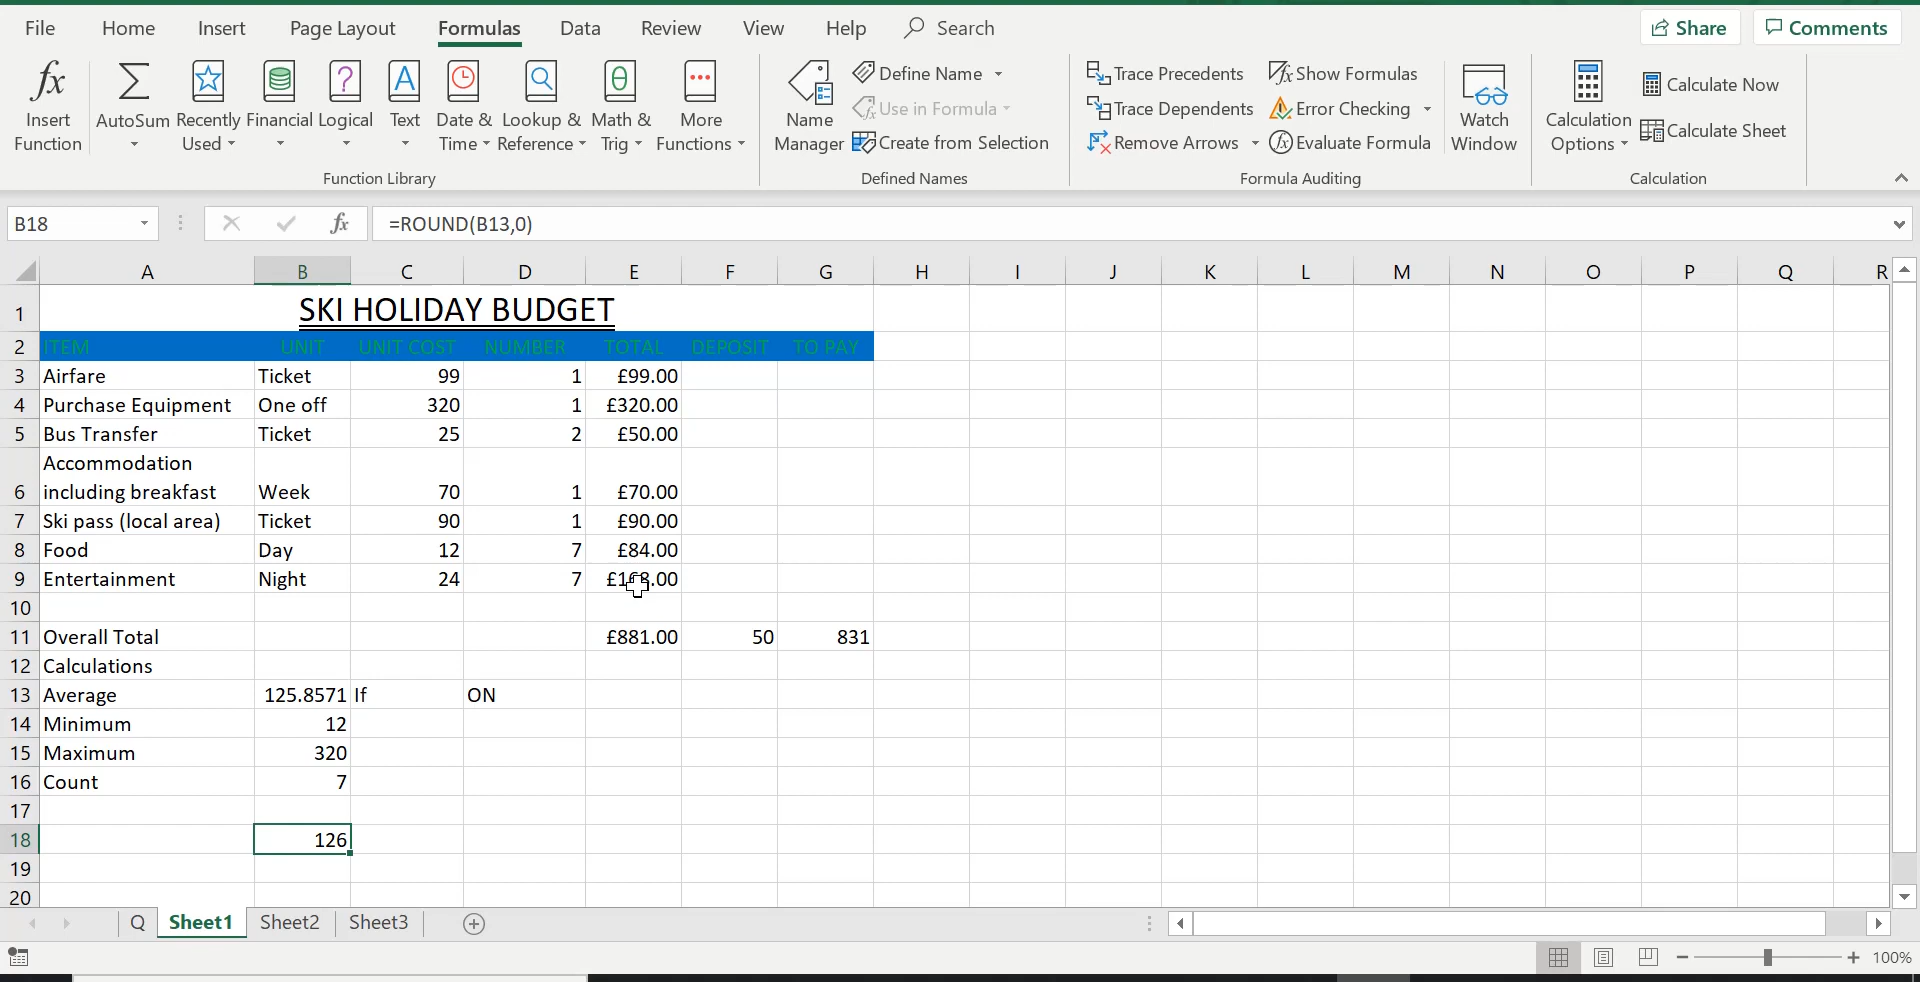 File Home Insert Page Layout Formulas Data Review View Help Search Share Comments
fx Insert Function
AutoSum
Recently Used
Financial
Logical
Text
Date & Time
Lookup & Reference
Math & Trig
More Functions
Function Library
Name Manager
Define Name
Use in Formula
Create from Selection
Defined Names
Trace Precedents
Trace Dependents
Remove Arrows
Show Formulas
Error Checking
Evaluate Formula
Formula Auditing
Watch Window
Calculation Options
Calculate Now
Calculate Sheet
Calculation
B18 fx =ROUND(B13,0)
A B C D E F G H I J K L M N O P Q R
1 SKI HOLIDAY BUDGET
2 ITEM UNIT UNIT COST NUMBER TOTAL DEPOSIT TO PAY
3 Airfare Ticket 99 1 £99.00
4 Purchase Equipment One off 320 1 £320.00
5 Bus Transfer Ticket 25 2 £50.00
Accommodation
6 including breakfast Week 70 1 £70.00
7 Ski pass (local area) Ticket 90 1 £90.00
8 Food Day 12 7 £84.00
9 Entertainment Night 24 7
10
11 Overall Total £881.00 50 831
12 Calculations
13 Average 125.8571 If ON
14 Minimum 12
15 Maximum 320
16 Count 7
17
18 126
19
20
Q Sheet1 Sheet2 Sheet3
100%